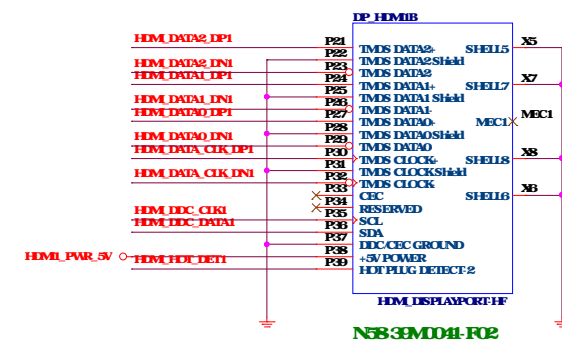 DP_HDMI1B
HDMI_DATA2_DP1 P21 TMDS DATA2+ SHELL5 X5
P22 TMDS DATA2 Shield
HDMI_DATA2_DN1 P23 TMDS DATA2-
HDMI_DATA1_DP1 P24 TMDS DATA1+ SHELL7 X7
P25 TMDS DATA1 Shield
HDMI_DATA1_DN1 P26 TMDS DATA1-
HDMI_DATA0_DP1 P27 TMDS DATA0+ MEC1 MEC1
P28 TMDS DATA0 Shield
HDMI_DATA0_DN1 P29 TMDS DATA0-
HDMI_DATA_CLK_DP1 P30 TMDS CLOCK+ SHELL8 X8
P31 TMDS CLOCK Shield
HDMI_DATA_CLK_DN1 P32 TMDS CLOCK-
P33 CEC SHELL6 X6
P34 RESERVED
HDMI_DDC_CLK1 P35 SCL
HDMI_DDC_DATA1 P36 SDA
P37 DDC/CEC GROUND
HDMI1_PWR_5V P38 +5V POWER
HDMI_HOT_DET1 P39 HOT PLUG DETECT-2
HDMI_DISPLAYPORT-HF
N5839M0041-F02